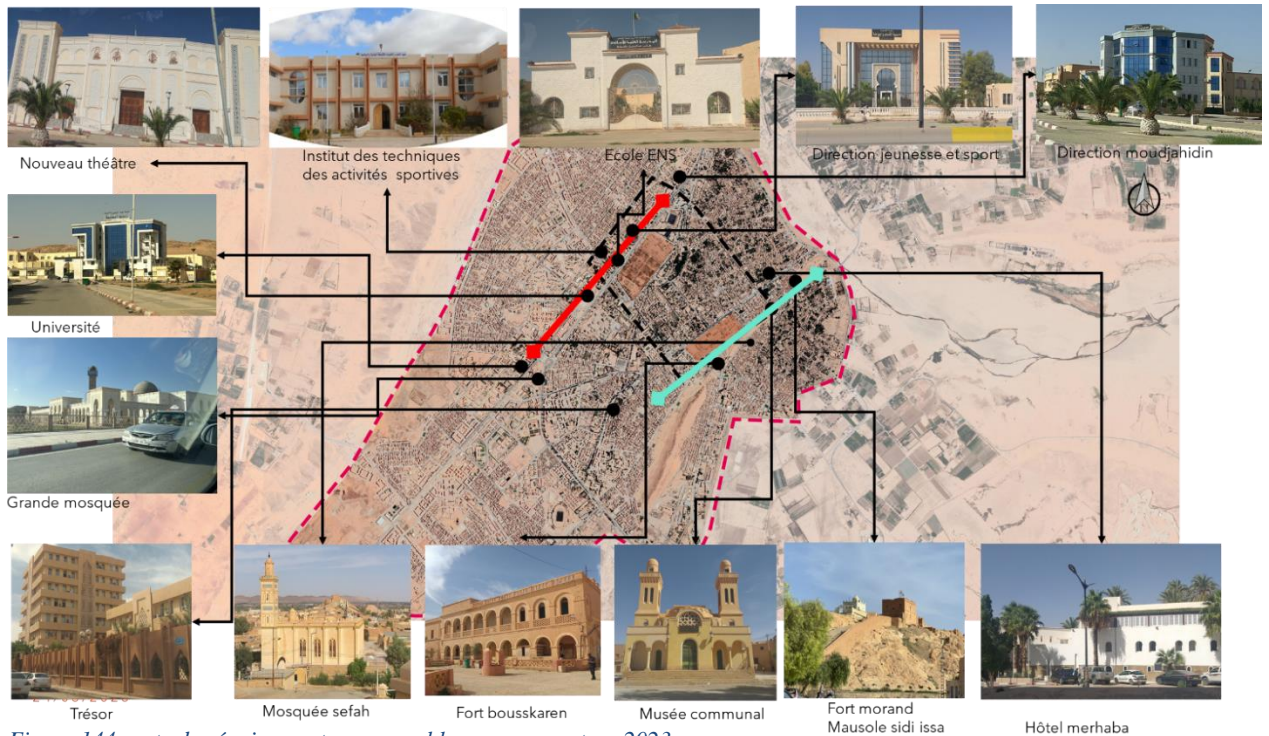 Nouveau théâtre
Institut des techniques
des activités sportives
Ecole ENS
Direction jeunesse et sport
Direction moudjahidin
Université
Grande mosquée
Trésor
Mosquée sefah
Fort bousskaren
Musée communal
Fort morand
Mausole sidi issa
Hôtel merhaba